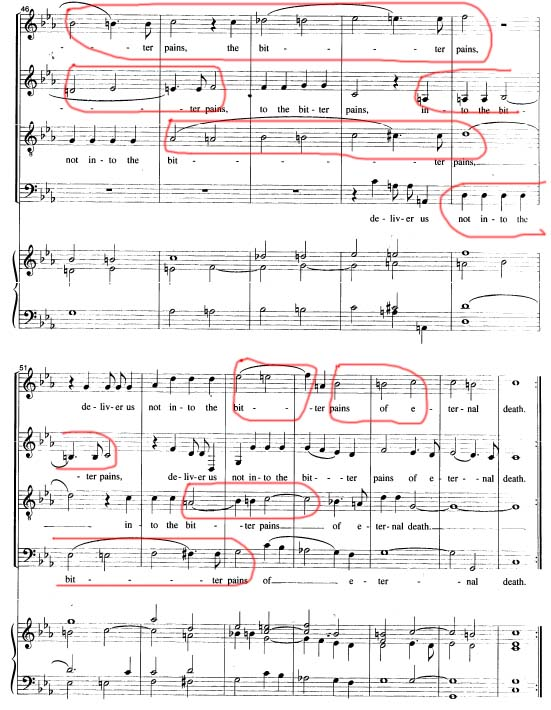 46
- - ter pains, the bit - - - ter pains,
- - - ter pains, to the bit - ter pains, in - to the bit -
not in - to the bit - - - - - ter pains,
de - liv - er us not in - to the
51
de - liv - er us not in - to the bit - - ter pains of e - ter - nal death.
- ter pains, de - liv - er us not in - to the bit - ter pains of e - ter - nal death.
in - to the bit - ter pains of e - ter - nal death.
bit - - - - ter pains of e - ter - nal death.